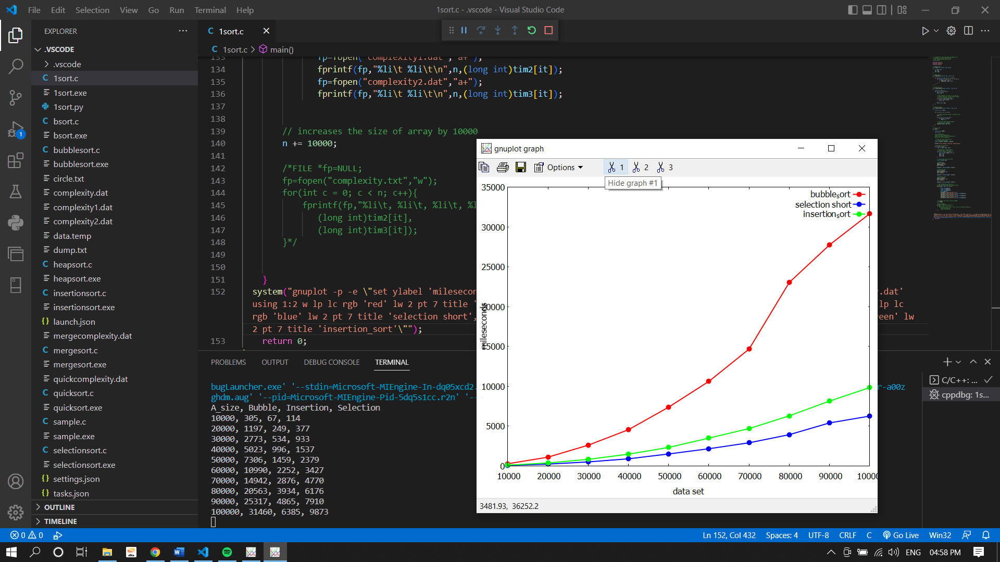 File Edit Selection View Go Run Terminal Help
1sort.c - .vscode - Visual Studio Code
EXPLORER
.VSCODE
.vscode
C 1sort.c
1sort.exe
1sort.py
C bsort.c
bsort.exe
C bubblesort.c
bubblesort.exe
circle.txt
complexity.dat
complexity1.dat
complexity2.dat
data.temp
dump.txt
C heapsort.c
heapsort.exe
C insertionsort.c
insertionsort.exe
{} launch.json
mergecomplexity.dat
C mergesort.c
mergesort.exe
quickcomplexity.dat
C quicksort.c
quicksort.exe
C sample.c
sample.exe
C selectionsort.c
selectionsort.exe
{} settings.json
{} tasks.json
OUTLINE
TIMELINE
1
C 1sort.c
C 1sort.c > main()
133 fp=fopen("complexity1.dat","a+");
134 fprintf(fp,"%li\t %li\t\n",n,(long int)tim2[it]);
135 fp=fopen("complexity2.dat","a+");
136 fprintf(fp,"%li\t %li\t\n",n,(long int)tim3[it]);
137
138
139 // increases the size of array by 10000
140 n += 10000;
141
142 /*FILE *fp=NULL;
143 fp=fopen("complexity.txt","w");
144 for(int c = 0; c < n; c++){
145 fprintf(fp,"%li\t, %li\t, %li\t, %l
146 (long int)tim2[it],
147 (long int)tim3[it]);
148 }*/
149
150
151 }
152 system("gnuplot -p -e \"set ylabel 'milesecon y.dat'
using 1:2 w lp lc rgb 'red' lw 2 pt 7 title ' lp lc
rgb 'blue' lw 2 pt 7 title 'selection short', een' lw
2 pt 7 title 'insertion_sort'\"");
153 return 0;
PROBLEMS OUTPUT DEBUG CONSOLE TERMINAL
bugLauncher.exe' '--stdin=Microsoft-MIEngine-In-dq05xcd2. r-a00z
ghdm.aug' '--pid=Microsoft-MIEngine-Pid-5dq5s1cc.r2n' '--
A_size, Bubble, Insertion, Selection
10000, 305, 67, 114
20000, 1197, 249, 377
30000, 2773, 534, 933
40000, 5023, 996, 1537
50000, 7306, 1459, 2379
60000, 10990, 2252, 3427
70000, 14942, 2876, 4770
80000, 20563, 3934, 6176
90000, 25317, 4865, 7910
100000, 31460, 6385, 9873
C/C++: ...
cppdbg: 1s...
gnuplot graph
Options 1 2 3
Hide graph #1
35000
30000
25000
20000
15000
10000
5000
0
mileseconds
bubblesort
selection short
insertionsort
10000 20000 30000 40000 50000 60000 70000 80000 90000 10000
data set
3481.93, 36252.2
0 0
Ln 152, Col 432 Spaces: 4 UTF-8 CRLF C Go Live Win32
dts
ENG 04:58 PM